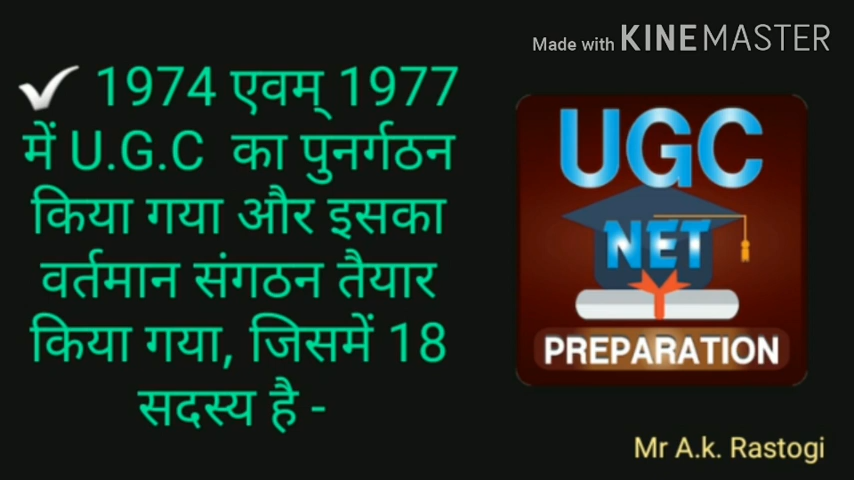 Made with KINEMASTER
✔ 1974 एवम् 1977
में U.G.C का पुनर्गठन
किया गया और इसका
वर्तमान संगठन तैयार
किया गया, जिसमें 18
सदस्य है -
UGC
NET
PREPARATION
Mr A.k. Rastogi